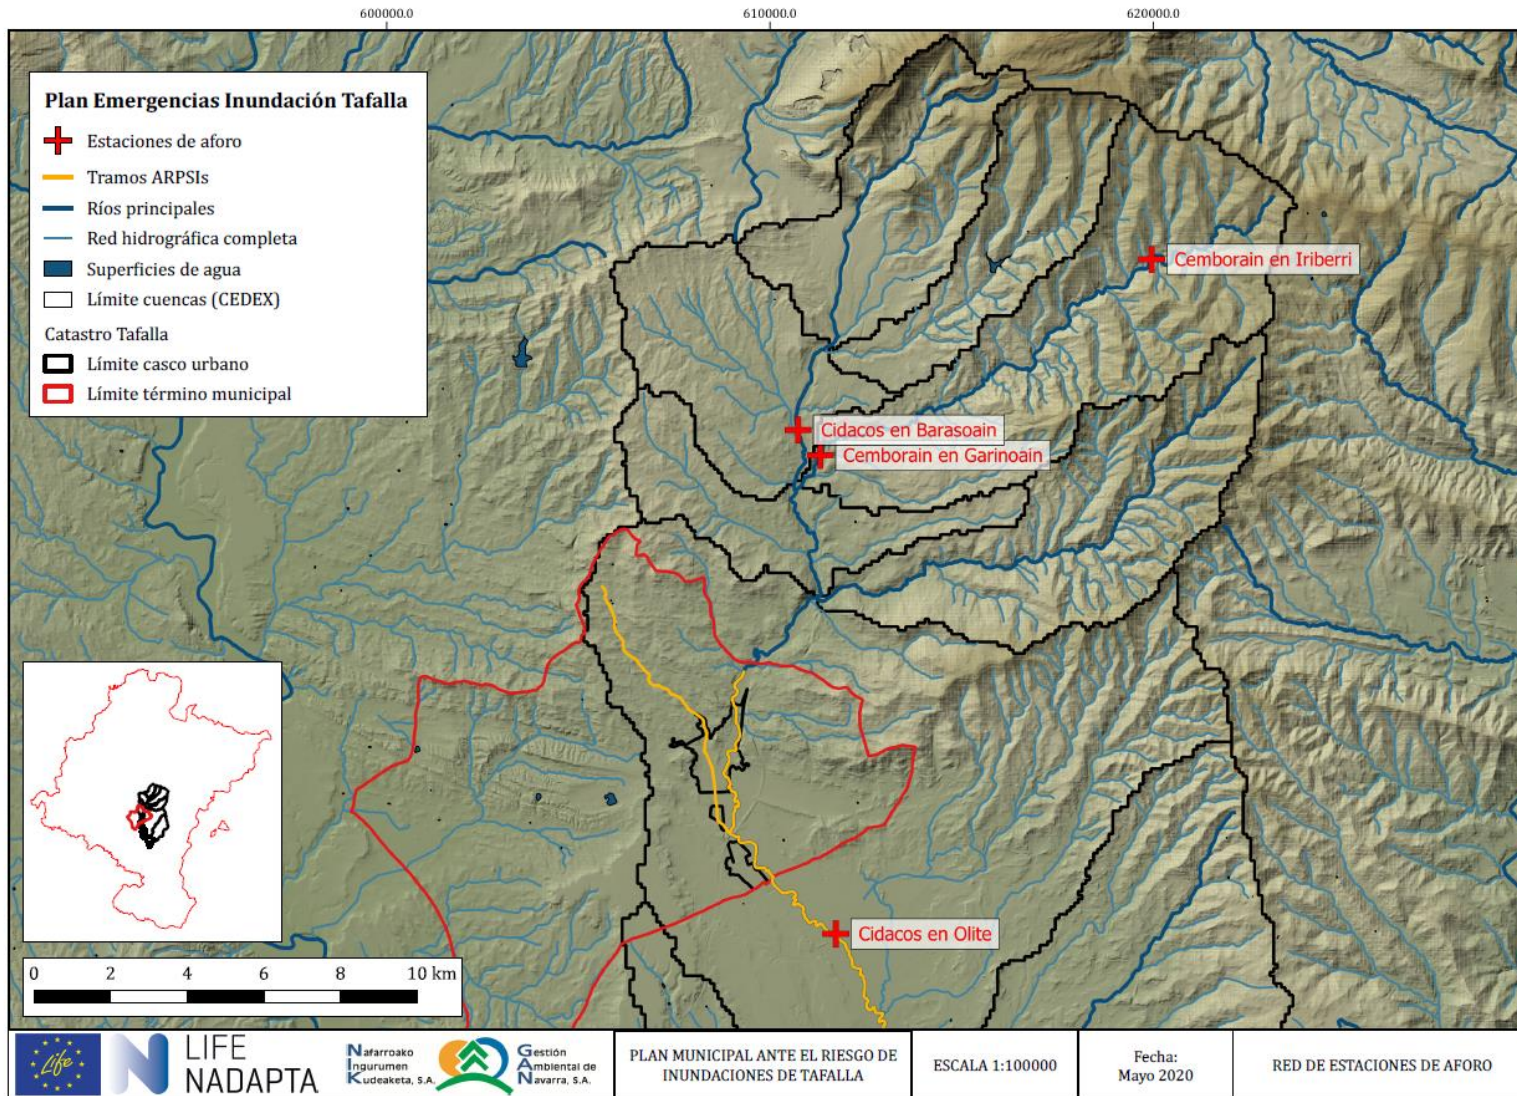 600000.0
610000.0
620000.0
Plan Emergencias Inundación Tafalla
Estaciones de aforo
Tramos ARPSIs
Ríos principales
Red hidrográfica completa
Superficies de agua
Límite cuencas (CEDEX)
Catastro Tafalla
Límite casco urbano
Límite término municipal
Cemborain en Iriberri
Cidacos en Barasoain
Cemborain en Garinoain
Cidacos en Olite
0 2 4 6 8 10 km
Life
LIFE
NADAPTA
Nafarroako
Ingurumen
Kudeaketa, S.A.
Gestión
Ambiental de
Navarra, S.A.
PLAN MUNICIPAL ANTE EL RIESGO DE
INUNDACIONES DE TAFALLA
ESCALA 1:100000
Fecha:
Mayo 2020
RED DE ESTACIONES DE AFORO